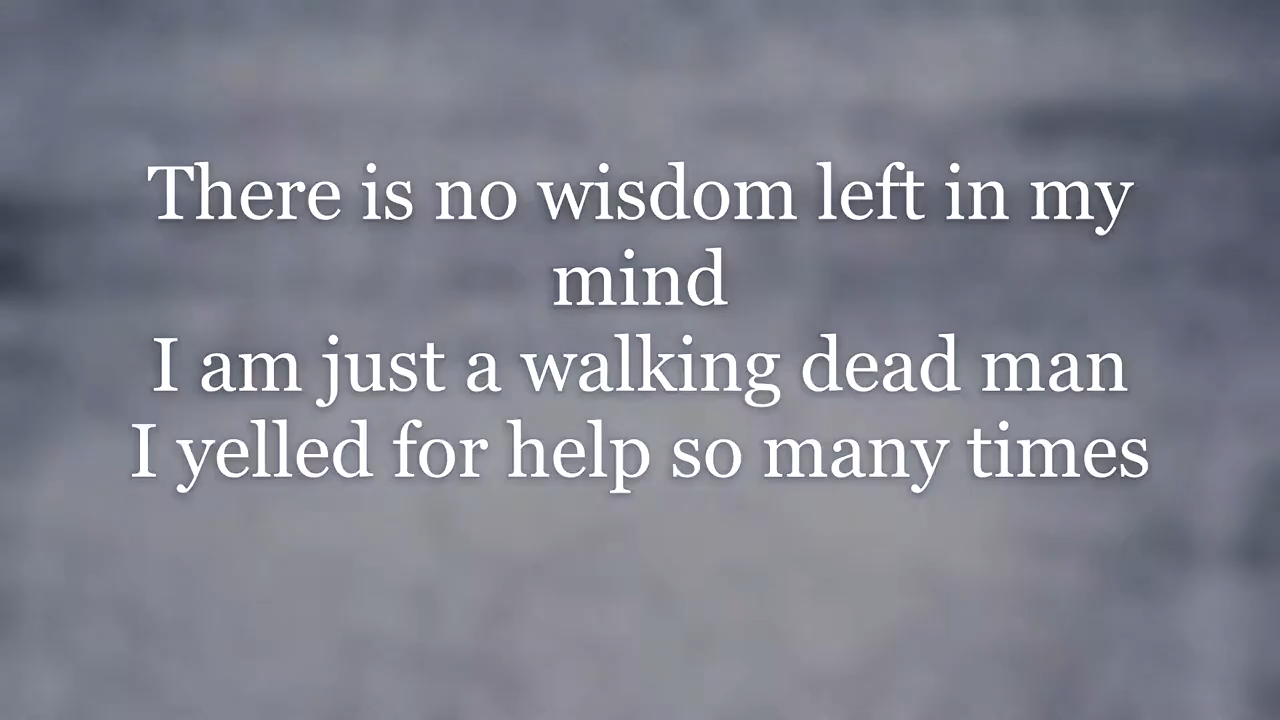 There is no wisdom left in my
mind
I am just a walking dead man
I yelled for help so many times